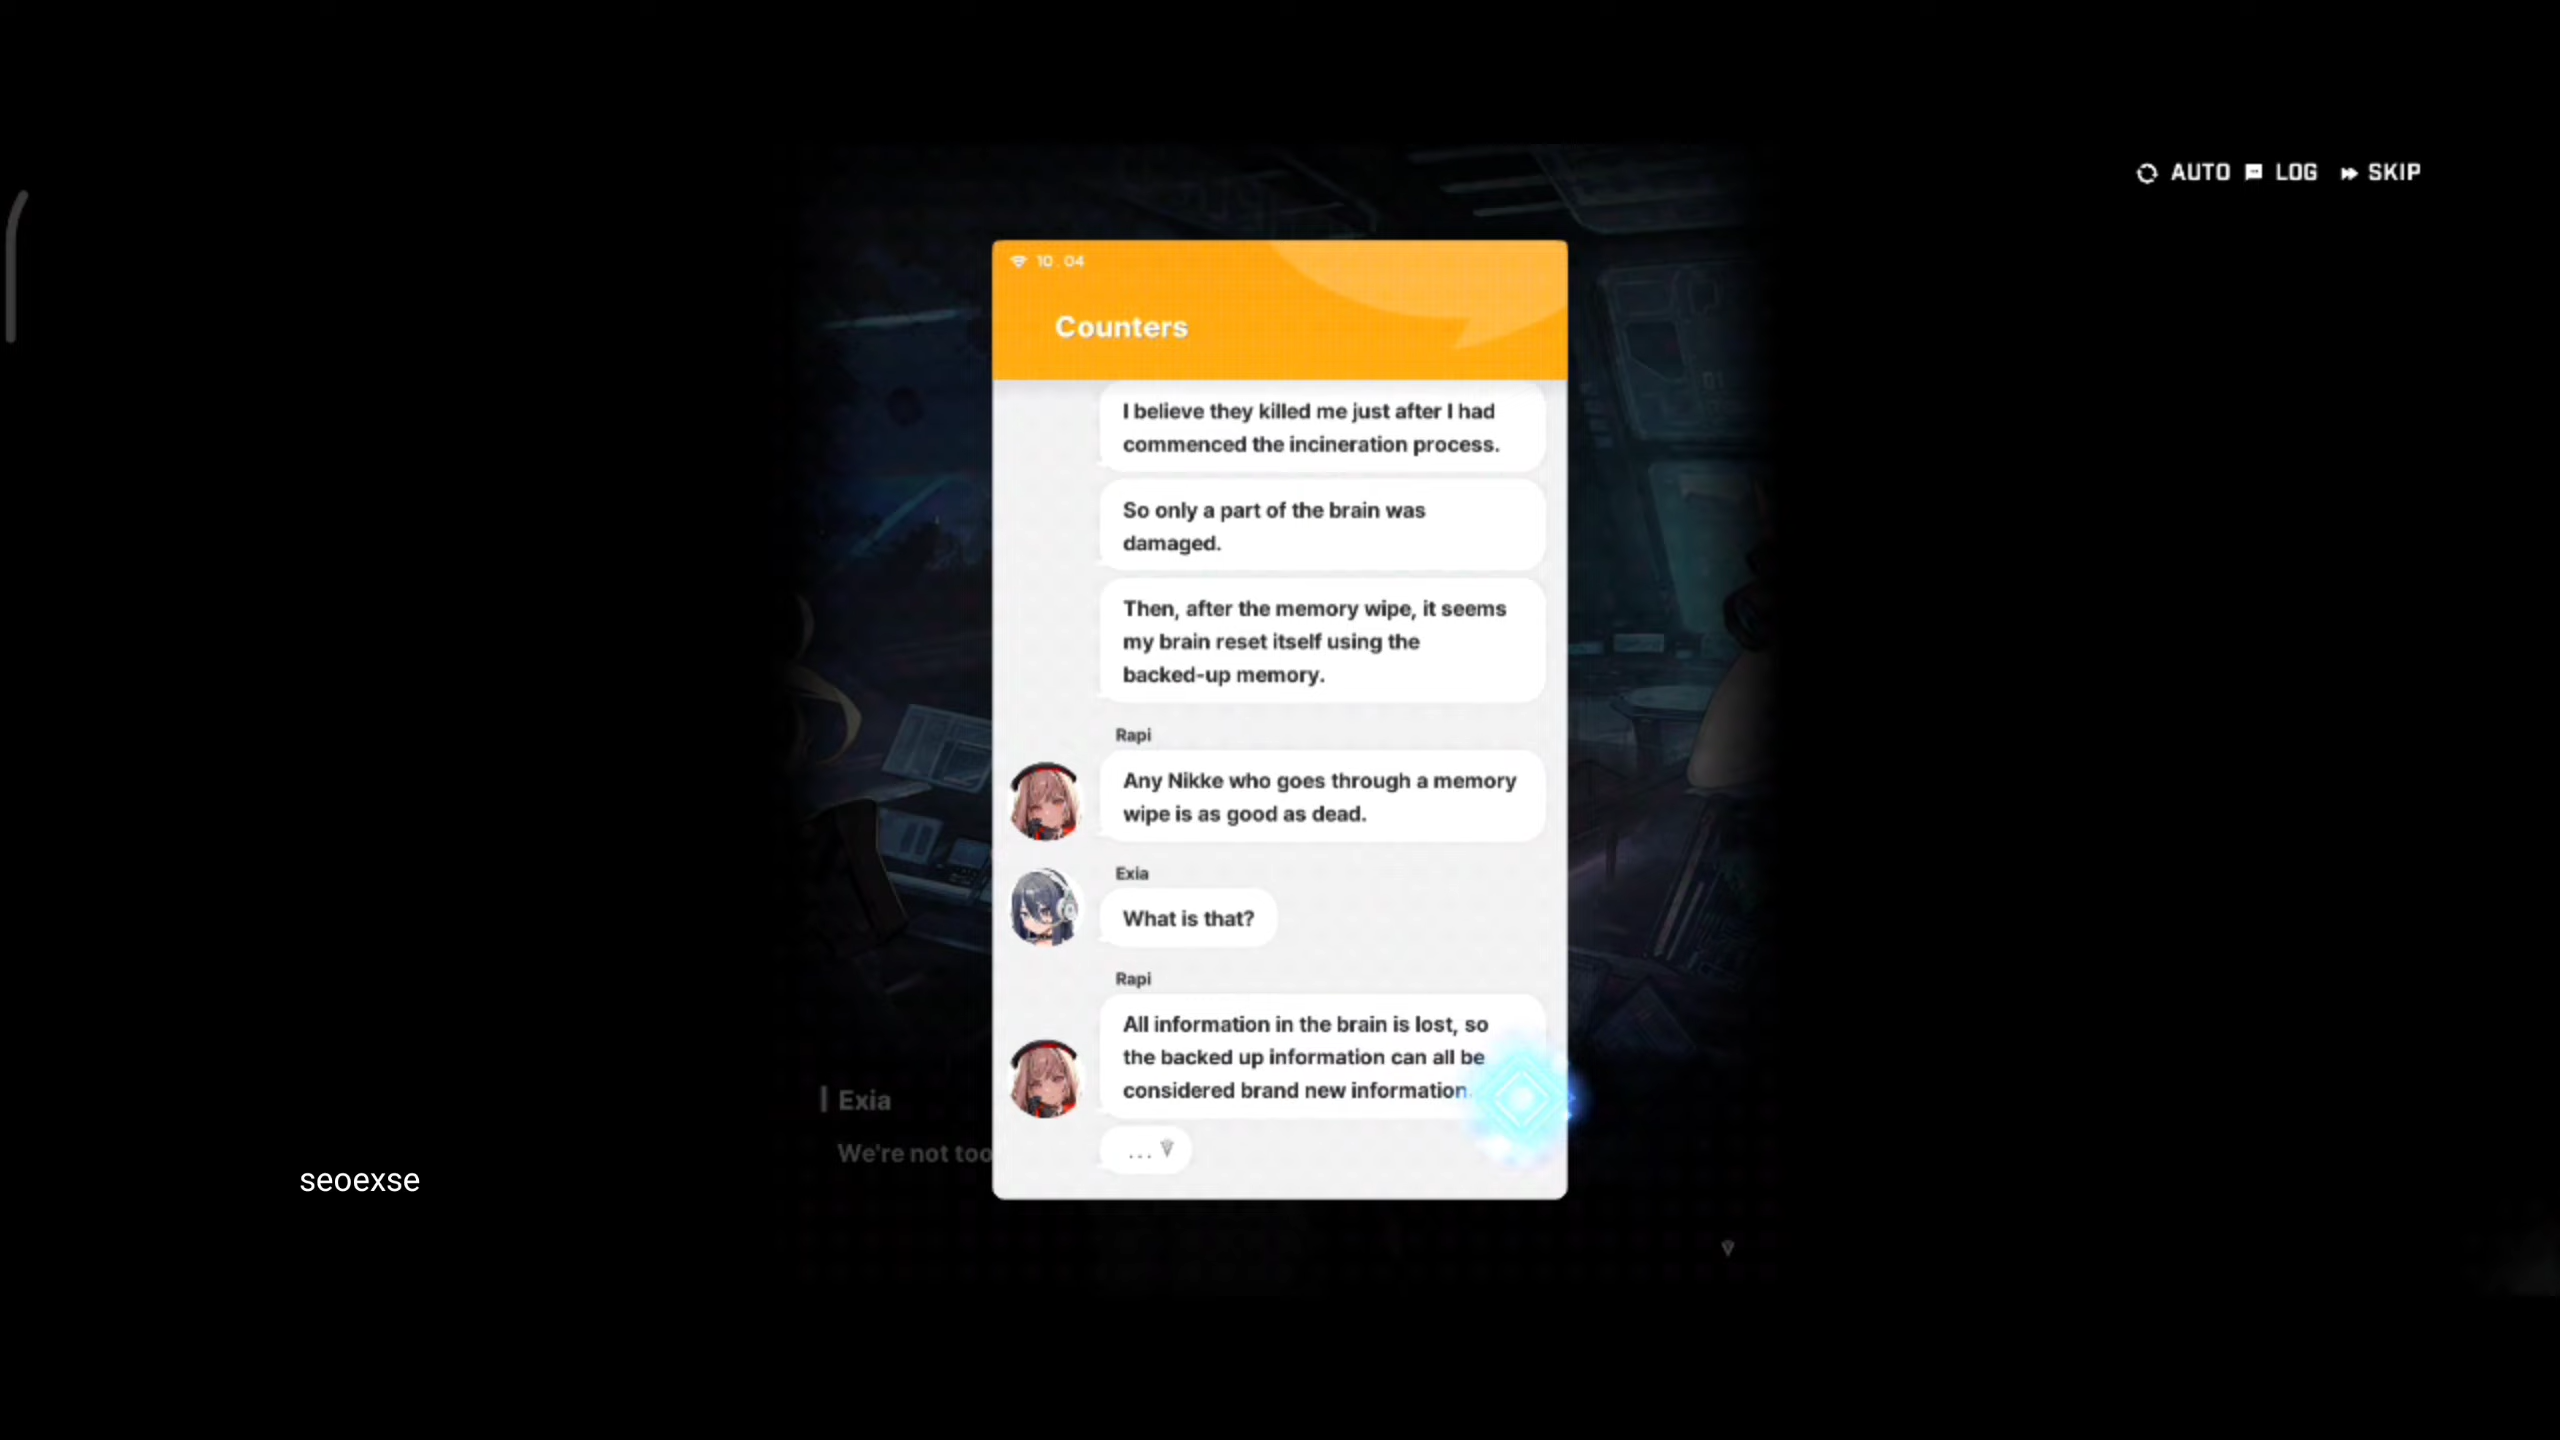 AUTO LOG SKIP
10.04
Counters
I believe they killed me just after I had
commenced the incineration process.
So only a part of the brain was
damaged.
Then, after the memory wipe, it seems
my brain reset itself using the
backed-up memory.
Rapi
Any Nikke who goes through a memory
wipe is as good as dead.
Exia
What is that?
Rapi
All information in the brain is lost, so
the backed up information can all be
considered brand new information.
...
Exia
We're not too
seoexse